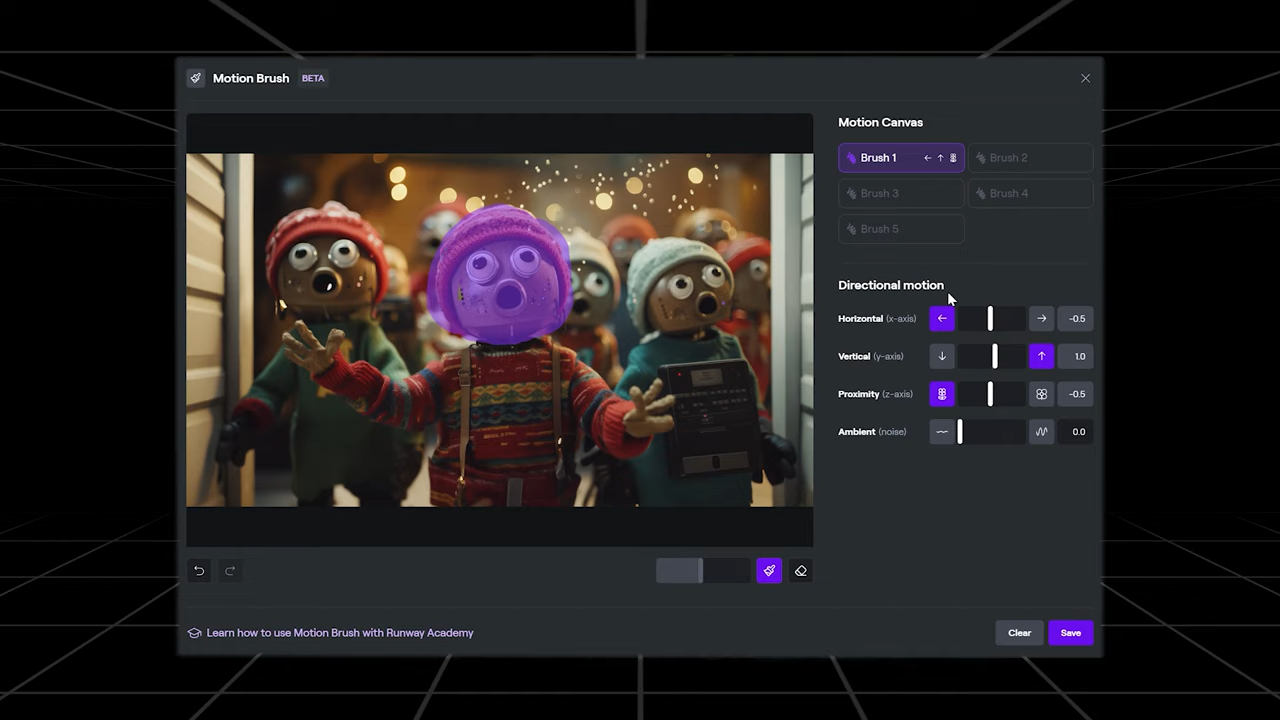 Motion Brush BETA
Motion Canvas
Brush 1 Brush 2
Brush 3 Brush 4
Brush 5
Directional motion
Horizontal (x-axis) -0.5
Vertical (y-axis) 1.0
Proximity (z-axis) -0.5
Ambient (noise) 0.0
Learn how to use Motion Brush with Runway Academy
Clear Save